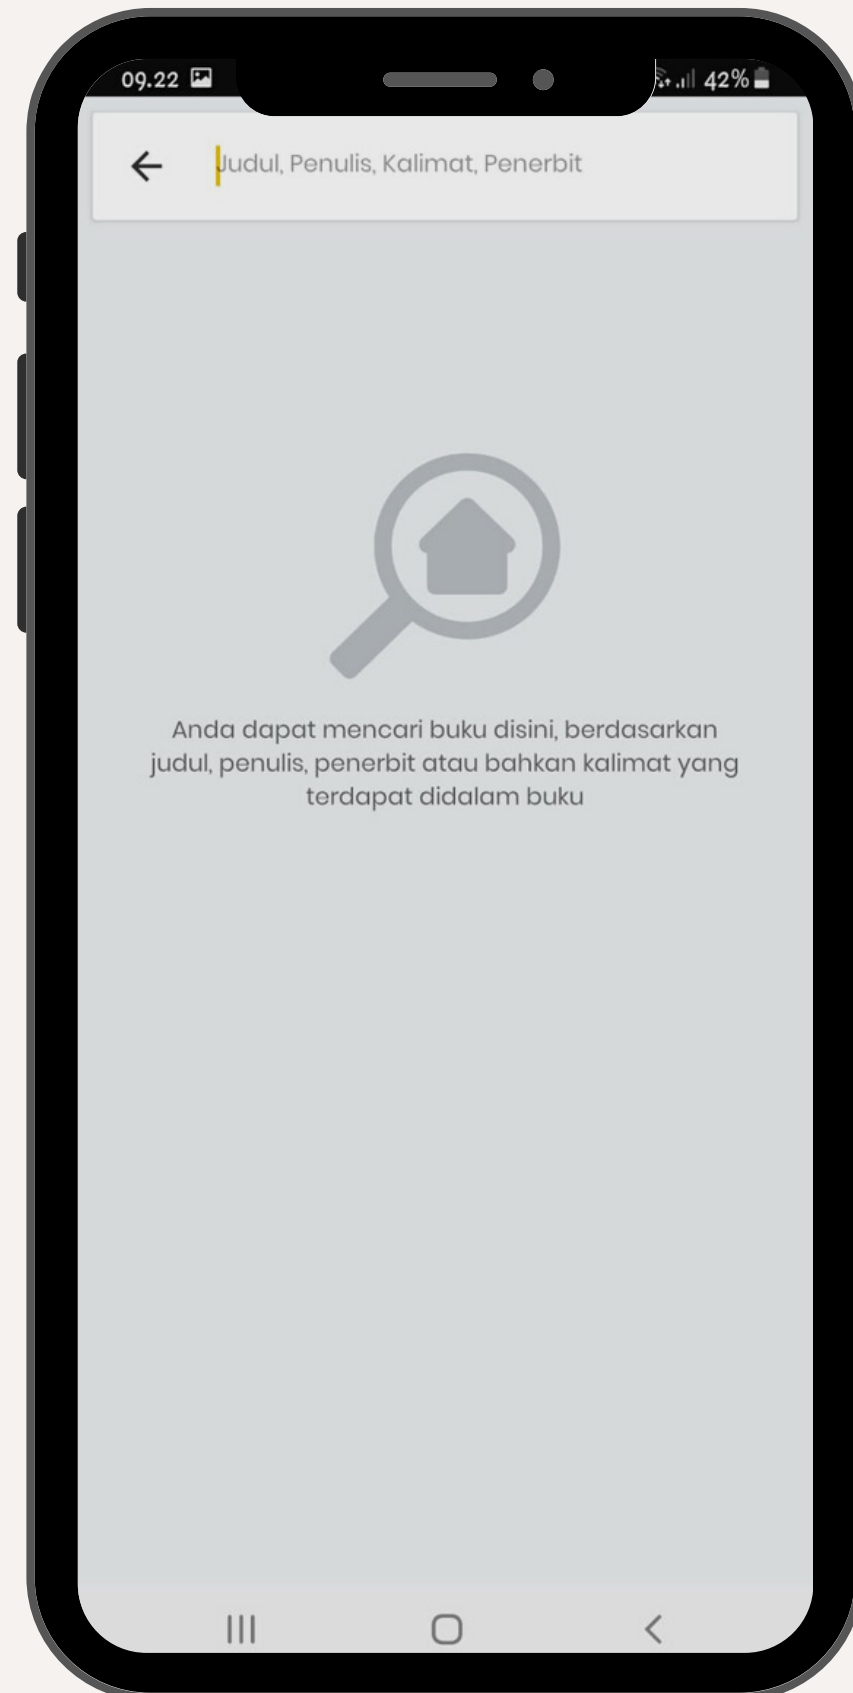 09.22 42%
Judul, Penulis, Kalimat, Penerbit
Anda dapat mencari buku disini, berdasarkan
judul, penulis, penerbit atau bahkan kalimat yang
terdapat didalam buku